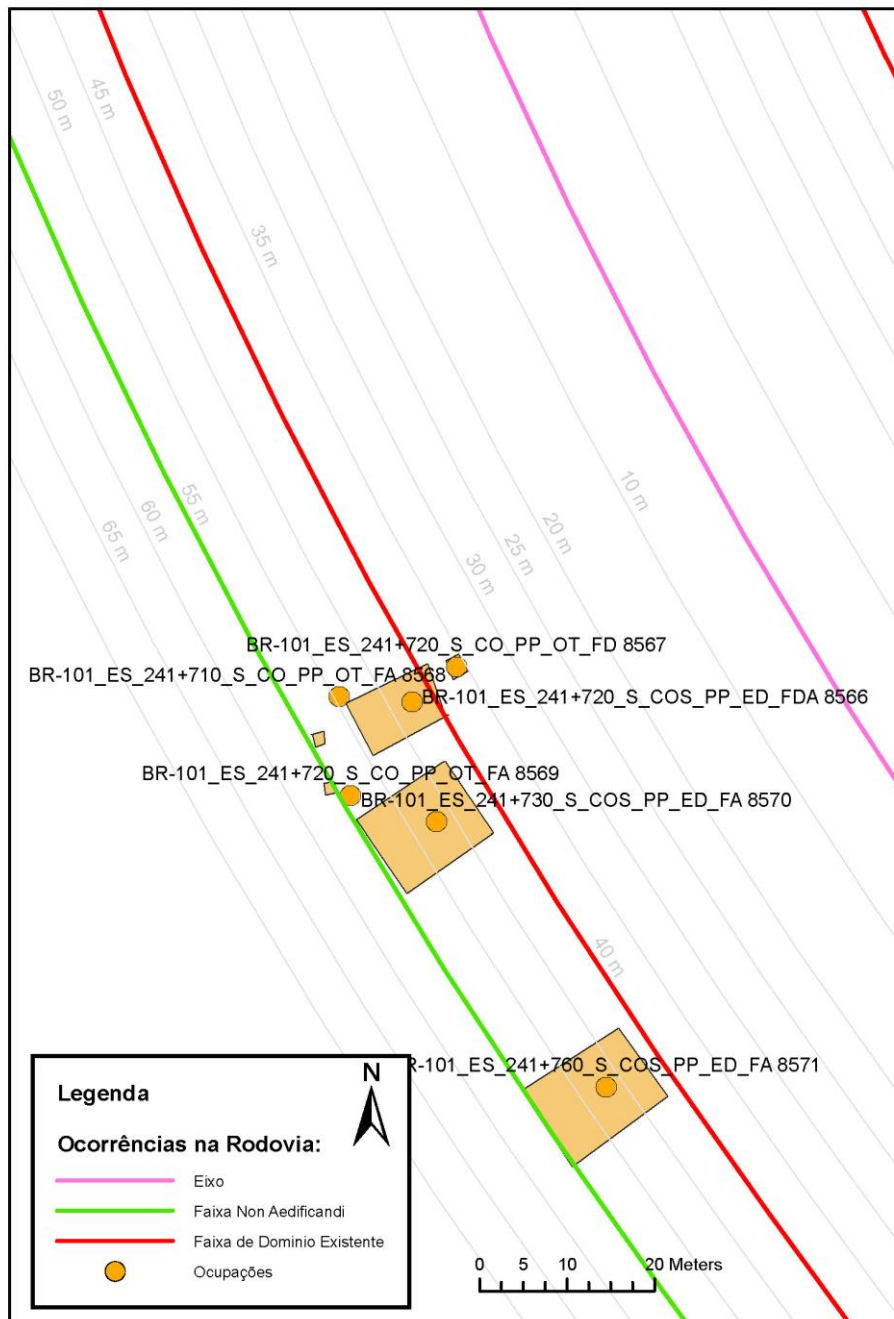 50 m
45 m
35 m
10 m
20 m
25 m
30 m
55 m
60 m
65 m
BR-101_ES_241+720_S_CO_PP_OT_FD 8567
BR-101_ES_241+710_S_CO_PP_OT_FA 8568
BR-101_ES_241+720_S_COS_PP_ED_FDA 8566
BR-101_ES_241+720_S_CO_PP_OT_FA 8569
BR-101_ES_241+730_S_COS_PP_ED_FA 8570
40 m
R-101_ES_241+760_S_COS_PP_ED_FA 8571
Legenda
N
Ocorrências na Rodovia:
Eixo
Faixa Non Aedificandi
Faixa de Dominio Existente
Ocupações
0 5 10 20 Meters